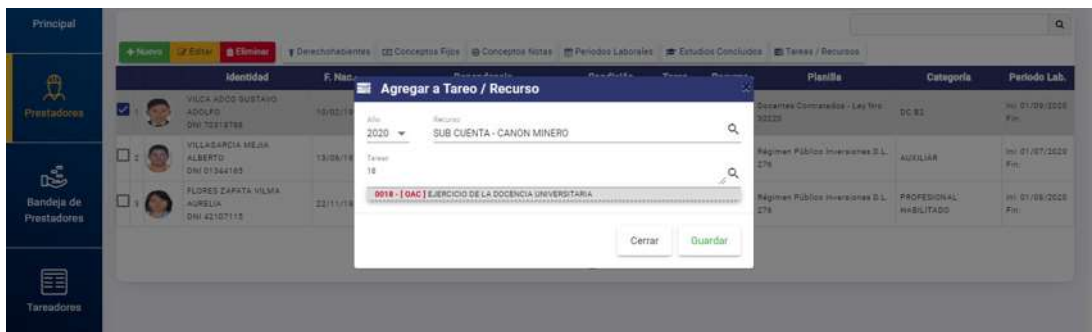 Principal
+ Nuevo Editar Eliminar Derechohabientes Conceptos Fijos Conceptos Notas Periodos Laborales Estudios Concluidos Tareas / Recursos
Identidad F. Nac. Planilla Categoría Periodo Lab.
Agregar a Tareo / Recurso
Prestadores
1 VILCA ADCO GUSTAVO ADOLFO
DNI 70318766
Docentes Contratados - Ley Nro. 30220
DC B2
Ini: 01/09/2020
Fin:
Año
2020
Recurso
SUB CUENTA - CANON MINERO
Tareas
18
0018 - [ OAC ] EJERCICIO DE LA DOCENCIA UNIVERSITARIA
2 VILLAGARCIA MEJIA ALBERTO
DNI 01344165
Régimen Público Inversiones D.L. 276
AUXILIAR
Ini: 01/07/2020
Fin:
Bandeja de
Prestadores
3 FLORES ZAPATA VILMA AURELIA
DNI 42107115
Régimen Público Inversiones D.L. 276
PROFESIONAL HABILITADO
Ini: 01/08/2020
Fin:
Cerrar Guardar
Tareadores